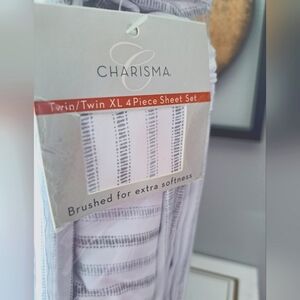 C
CHARISMA
Twin/Twin XL 4 Piece Sheet Set
Brushed for extra softness